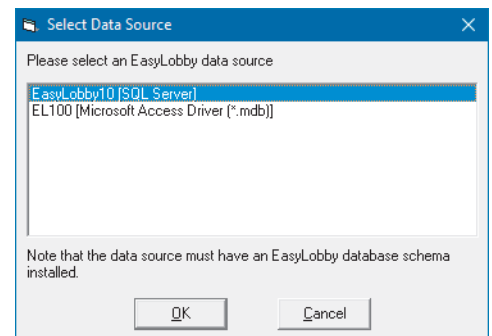 Select Data Source
Please select an EasyLobby data source
EasyLobby10 [SQL Server]
EL100 [Microsoft Access Driver (*.mdb)]
Note that the data source must have an EasyLobby database schema
installed.
OK Cancel